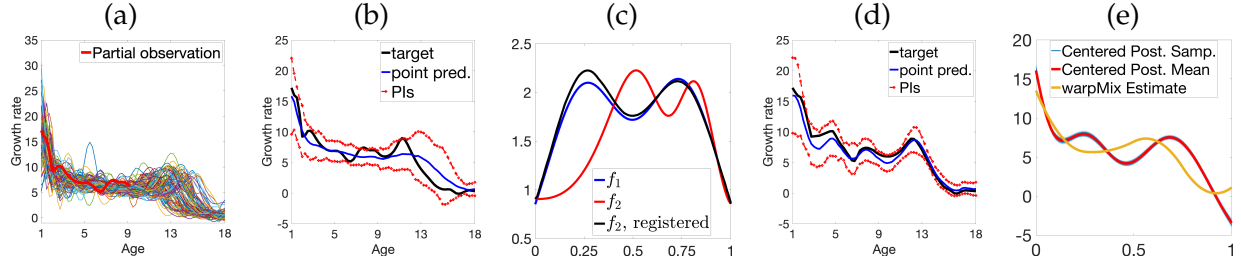 (a)
35
30
25
20
15
10
5
0
Growth rate
Partial observation
1
5
9
13
18
Age
(b)
25
20
15
10
5
0
-5
Growth rate
target
point pred.
PIs
1
5
9
13
18
Age
(c)
2.5
2
1.5
1
0.5
f₁
f₂
f₂, registered
0
0.25
0.5
0.75
1
(d)
25
20
15
10
5
0
-5
Growth rate
target
point pred.
PIs
1
5
9
13
18
Age
(e)
20
15
10
5
0
-5
Centered Post. Samp.
Centered Post. Mean
warpMix Estimate
0
0.5
1